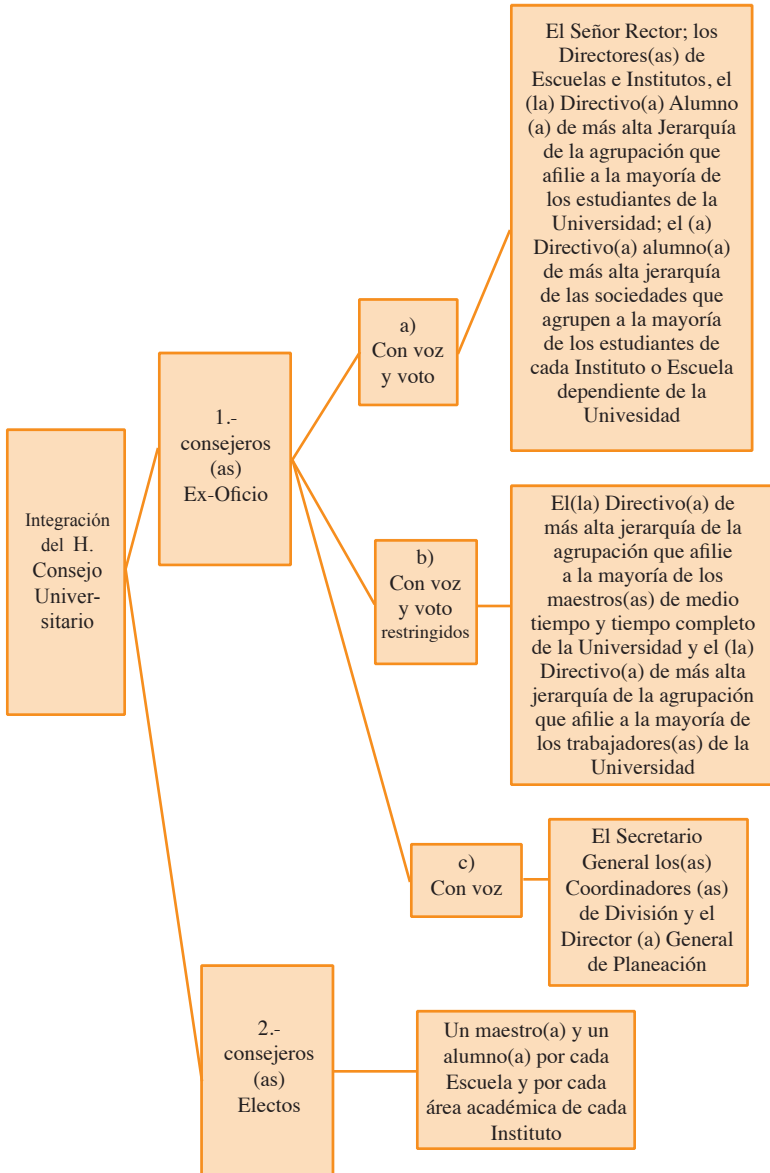 Integración
del H.
Consejo
Univer-
sitario
1.-
consejeros
(as)
Ex-Oficio
a)
Con voz
y voto
El Señor Rector; los
Directores(as) de
Escuelas e Institutos, el
(la) Directivo(a) Alumno
(a) de más alta Jerarquía
de la agrupación que
afilie a la mayoría de
los estudiantes de la
Universidad; el (a)
Directivo(a) alumno(a)
de más alta jerarquía
de las sociedades que
agrupen a la mayoría
de los estudiantes de
cada Instituto o Escuela
dependiente de la
Univesidad
b)
Con voz
y voto
restringidos
El(la) Directivo(a) de
más alta jerarquía de la
agrupación que afilie
a la mayoría de los
maestros(as) de medio
tiempo y tiempo completo
de la Universidad y el (la)
Directivo(a) de más alta
jerarquía de la agrupación
que afilie a la mayoría de
los trabajadores(as) de la
Universidad
c)
Con voz
El Secretario
General los(as)
Coordinadores (as)
de División y el
Director (a) General
de Planeación
2.-
consejeros
(as)
Electos
Un maestro(a) y un
alumno(a) por cada
Escuela y por cada
área académica de cada
Instituto